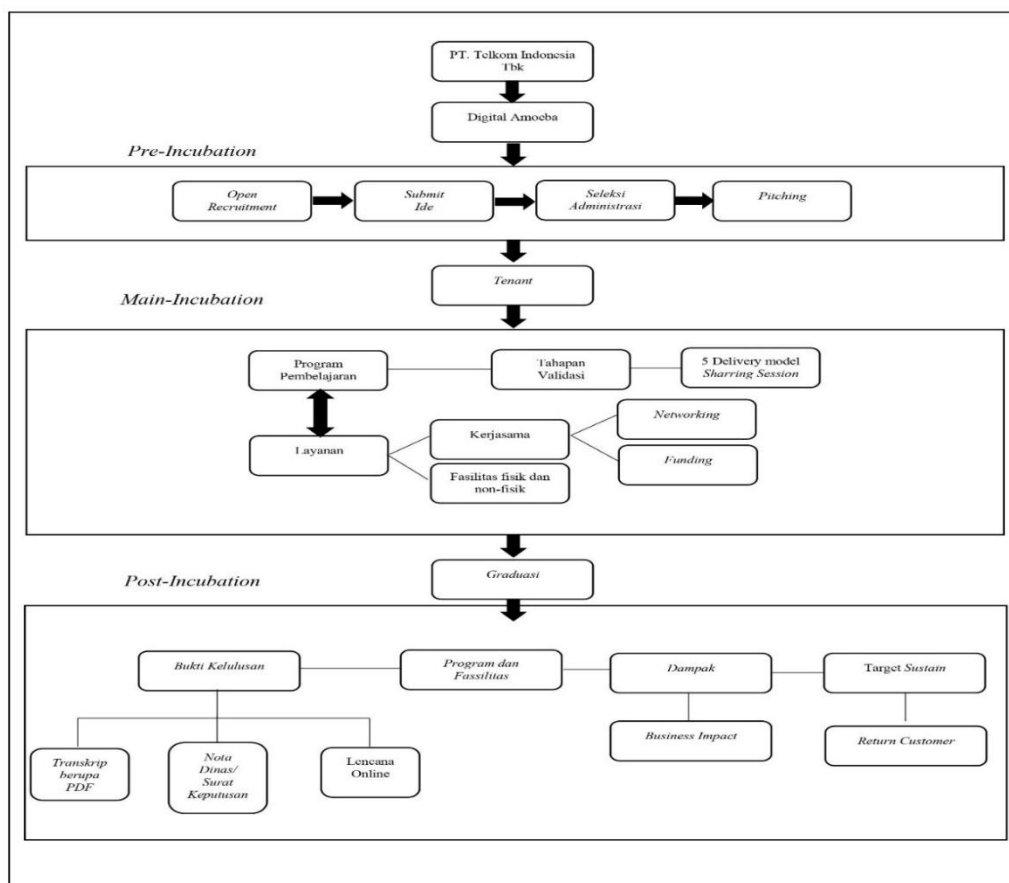 PT. Telkom Indonesia
Tbk
Digital Amoeba
Pre-Incubation
Open
Recruitment
Submit
Ide
Seleksi
Administrasi
Pitching
Tenant
Main-Incubation
Program
Pembelajaran
Tahapan
Validasi
5 Delivery model
Sharring Session
Layanan
Kerjasama
Networking
Funding
Fasilitas fisik dan
non-fisik
Graduasi
Post-Incubation
Bukti Kelulusan
Program dan
Fassilitas
Dampak
Target Sustain
Transkrip
berupa
PDF
Nota
Dinas/
Surat
Keputusan
Lencana
Online
Business Impact
Return Customer